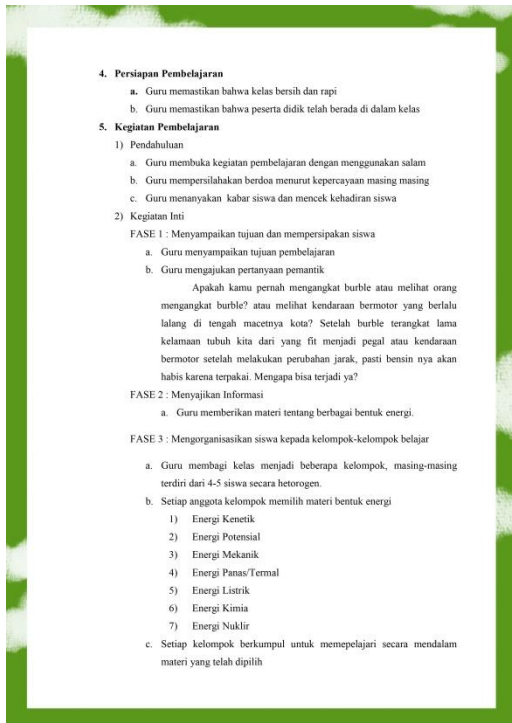 4. Persiapan Pembelajaran
a. Guru memastikan bahwa kelas bersih dan rapi
b. Guru memastikan bahwa peserta didik telah berada di dalam kelas
5. Kegiatan Pembelajaran
1) Pendahuluan
a. Guru membuka kegiatan pembelajaran dengan menggunakan salam
b. Guru mempersilahakan berdoa menurut kepercayaan masing masing
c. Guru menanyakan kabar siswa dan mencek kehadiran siswa
2) Kegiatan Inti
FASE 1 : Menyampaikan tujuan dan mempersipakan siswa
a. Guru menyampaikan tujuan pembelajaran
b. Guru mengajukan pertanyaan pemantik
Apakah kamu pernah mengangkat burble atau melihat orang
mengangkat burble? atau melihat kendaraan bermotor yang berlalu
lalang di tengah macetnya kota? Setelah burble terangkat lama
kelamaan tubuh kita dari yang fit menjadi pegal atau kendaraan
bermotor setelah melakukan perubahan jarak, pasti bensin nya akan
habis karena terpakai. Mengapa bisa terjadi ya?
FASE 2 : Menyajikan Informasi
a. Guru memberikan materi tentang berbagai bentuk energi.
FASE 3 : Mengorganisasikan siswa kepada kelompok-kelompok belajar
a. Guru membagi kelas menjadi beberapa kelompok, masing-masing
terdiri dari 4-5 siswa secara hetorogen.
b. Setiap anggota kelompok memilih materi bentuk energi
1) Energi Kenetik
2) Energi Potensial
3) Energi Mekanik
4) Energi Panas/Termal
5) Energi Listrik
6) Energi Kimia
7) Energi Nuklir
c. Setiap kelompok berkumpul untuk memepelajari secara mendalam
materi yang telah dipilih